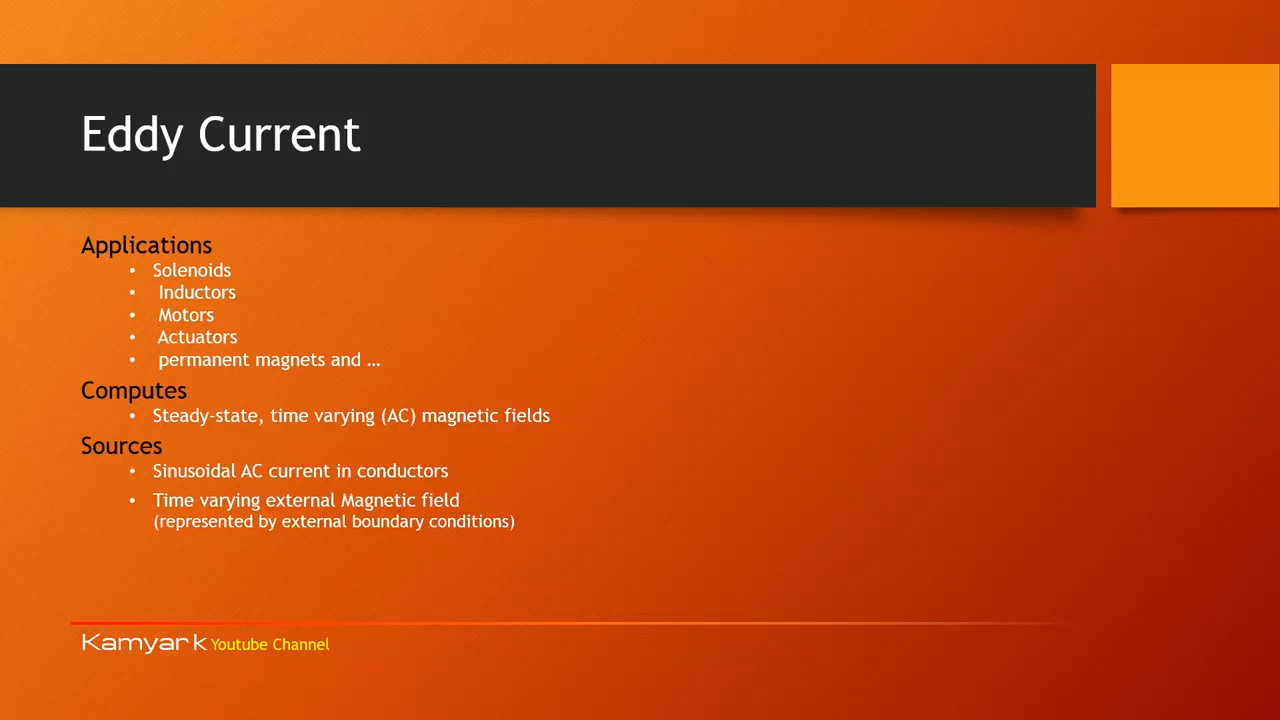 Eddy Current
Applications
• Solenoids
• Inductors
• Motors
• Actuators
• permanent magnets and ...
Computes
• Steady-state, time varying (AC) magnetic fields
Sources
• Sinusoidal AC current in conductors
• Time varying external Magnetic field
(represented by external boundary conditions)
Kamyar k Youtube Channel